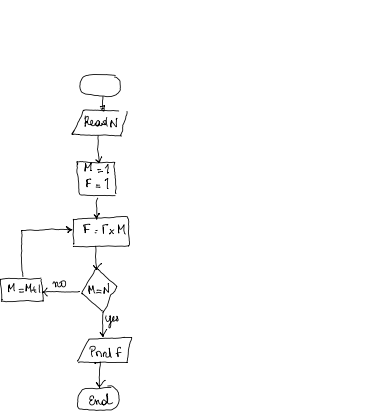 Read N
M = 1
F = 1
F = F x M
M = N
no
M = M+1
yes
Print f
End